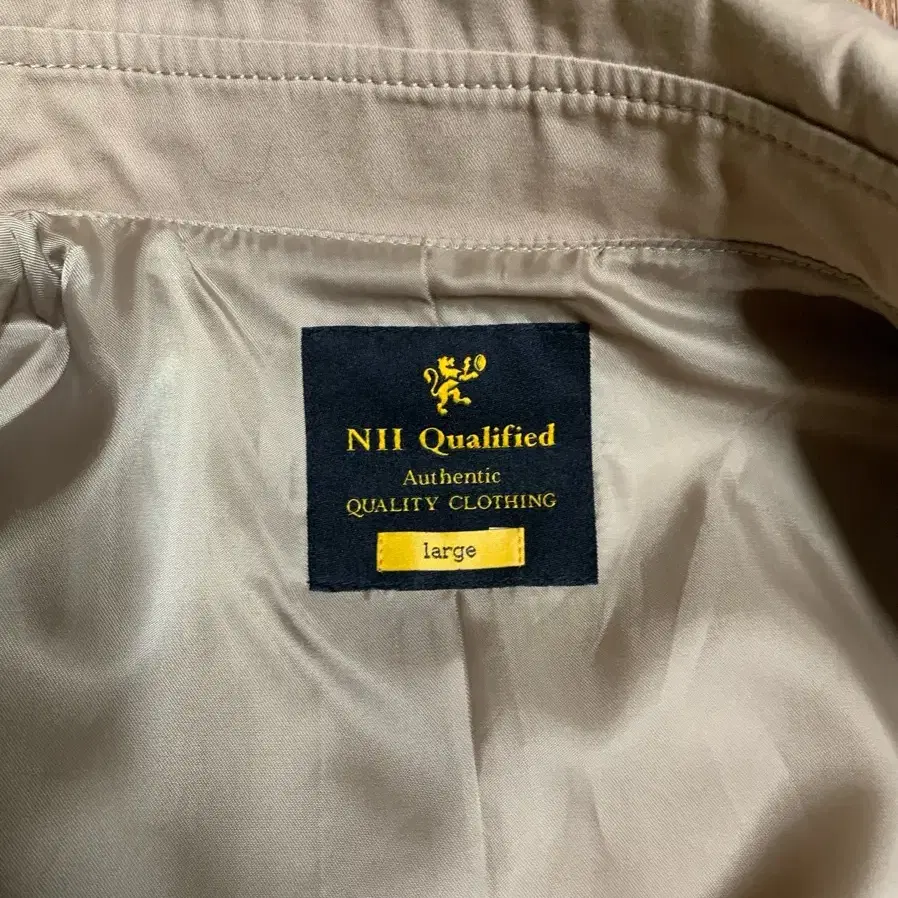 NII Qualified
Authentic
QUALITY CLOTHING
large